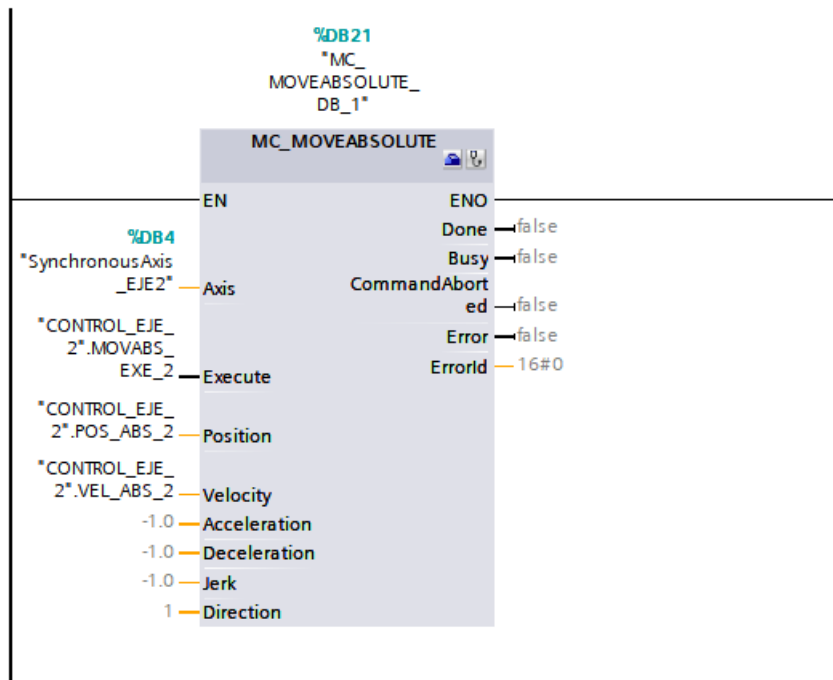 %DB21
"MC_
MOVEABSOLUTE_
DB_1"
MC_MOVEABSOLUTE
EN
ENO
Done
false
Busy
false
%DB4
"SynchronousAxis
_EJE2"
Axis
CommandAbort
ed
false
"CONTROL_EJE_
2".MOVABS_
EXE_2
Execute
Error
false
ErrorId
16#0
"CONTROL_EJE_
2".POS_ABS_2
Position
"CONTROL_EJE_
2".VEL_ABS_2
Velocity
-1.0
Acceleration
-1.0
Deceleration
-1.0
Jerk
1
Direction